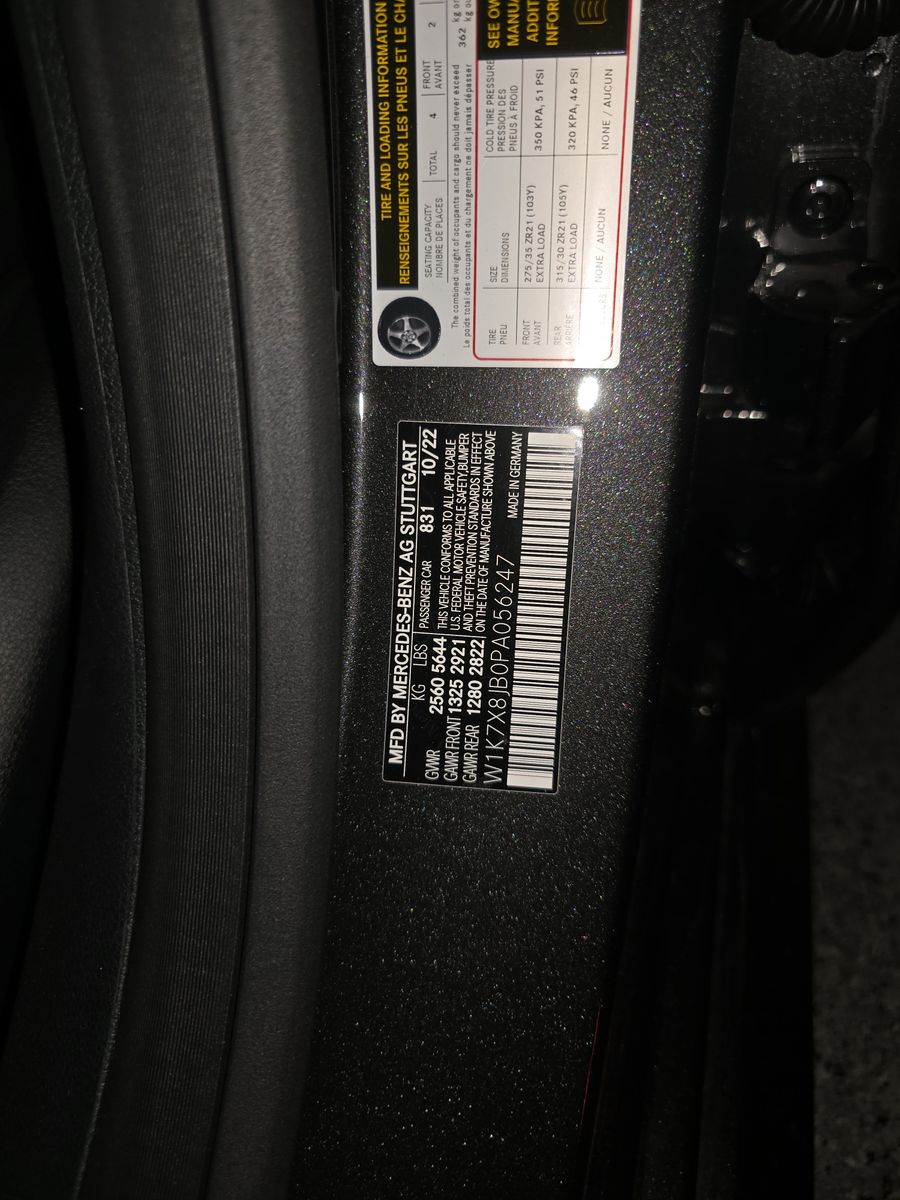 TIRE AND LOADING INFORMATION
RENSEIGNEMENTS SUR LES PNEUS ET LE
SEATING CAPACITY
NOMBRE DE PLACES
TOTAL 4
FRONT
AVANT
2
The combined weight of occupants and cargo should never exceed 362 kg
Le poids total des occupants et du chargement ne doit jamais dépasser kg
TIRE
PNEU
SIZE
DIMENSIONS
COLD TIRE PRESSURE
PRESSION DES
PNEUS À FROID
SEE
FRONT
AVANT
275/35 ZR21 (103Y)
EXTRA LOAD
350 KPA, 51 PSI
REAR
ARRIÈRE
315/30 ZR21 (105Y)
EXTRA LOAD
320 KPA, 46 PSI
NONE / AUCUN
NONE / AUCUN
MFD BY MERCEDES-BENZ AG STUTTGART
KG LBS
PASSENGER CAR 831 10/22
GVWR 2560 5644
GAWR FRONT 1325 2921
GAWR REAR 1280 2822
THIS VEHICLE CONFORMS TO ALL APPLICABLE
U.S. FEDERAL MOTOR VEHICLE SAFETY,BUMPER
AND THEFT PREVENTION STANDARDS IN EFFECT
ON THE DATE OF MANUFACTURE SHOWN ABOVE
W1K7X8JB0PA056247
MADE IN GERMANY